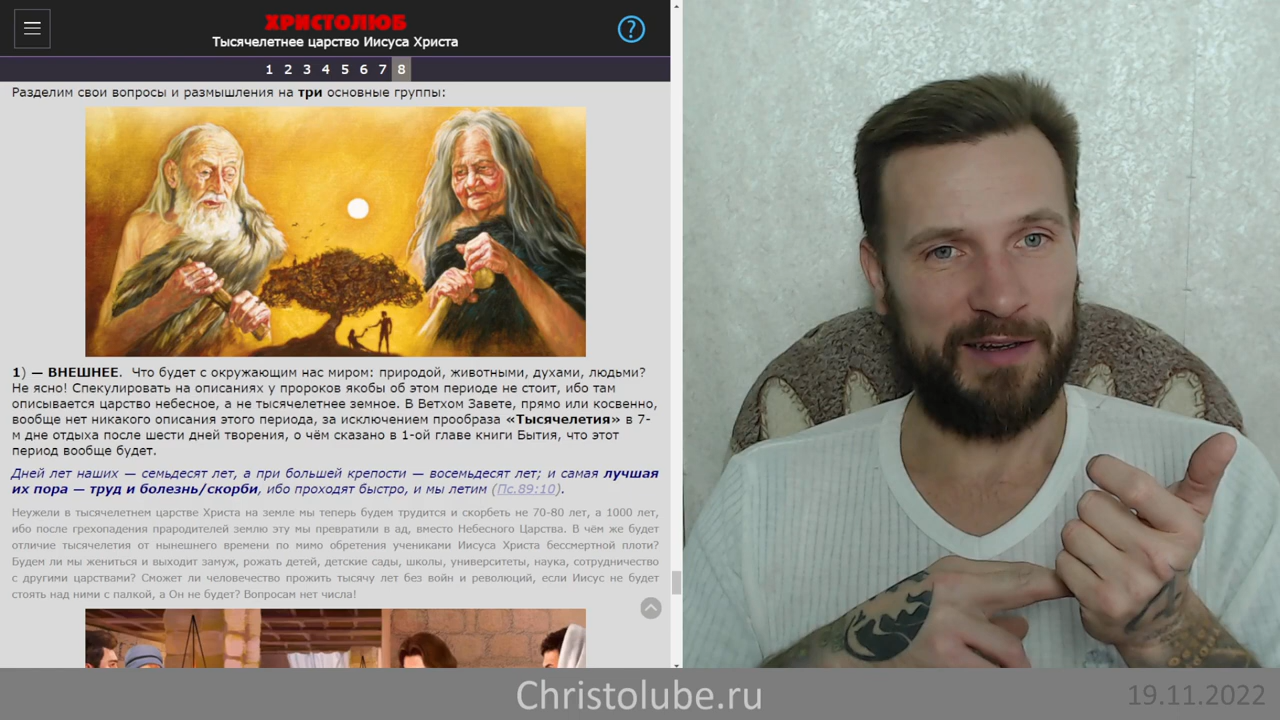 ХРИСТОЛЮБ
Тысячелетнее царство Иисуса Христа
?
1 2 3 4 5 6 7 8
Разделим свои вопросы и размышления на три основные группы:
1) — ВНЕШНЕЕ. Что будет с окружающим нас миром: природой, животными, духами, людьми?
Не ясно! Спекулировать на описаниях у пророков якобы об этом периоде не стоит, ибо там
описывается царство небесное, а не тысячелетнее земное. В Ветхом Завете, прямо или косвенно,
вообще нет никакого описания этого периода, за исключением прообраза «Тысячелетия» в 7-
м дне отдыха после шести дней творения, о чём сказано в 1-ой главе книги Бытия, что этот
период вообще будет.
Дней лет наших — семьдесят лет, а при большей крепости — восемьдесят лет; и самая лучшая
их пора — труд и болезнь/скорби, ибо проходят быстро, и мы летим (Пс.89:10).
Неужели в тысячелетнем царстве Христа на земле мы теперь будем трудится и скорбеть не 70-80 лет, а 1000 лет,
ибо после грехопадения прародителей землю эту мы превратили в ад, вместо Небесного Царства. В чём же будет
отличие тысячелетия от нынешнего времени по мимо обретения учениками Иисуса Христа бессмертной плоти?
Будем ли мы жениться и выходит замуж, рожать детей, детские сады, школы, университеты, наука, сотрудничество
с другими царствами? Сможет ли человечество прожить тысячу лет без войн и революций, если Иисус не будет
стоять над ними с палкой, а Он не будет? Вопросам нет числа!
Christolube.ru
19.11.2022